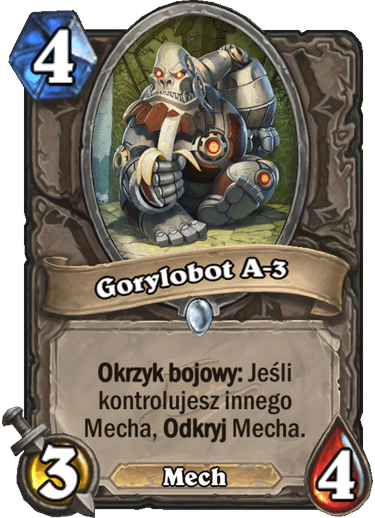 4
Gorylobot A-3
Okrzyk bojowy: Jeśli
kontrolujesz innego
Mecha, Odkryj Mecha.
3
Mech
4